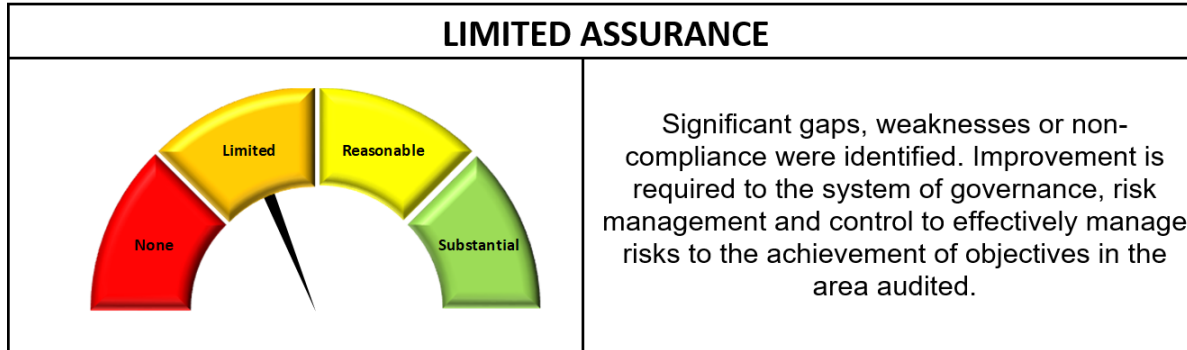 LIMITED ASSURANCE
Limited
Reasonable
None
Substantial
Significant gaps, weaknesses or non-
compliance were identified. Improvement is
required to the system of governance, risk
management and control to effectively manage
risks to the achievement of objectives in the
area audited.